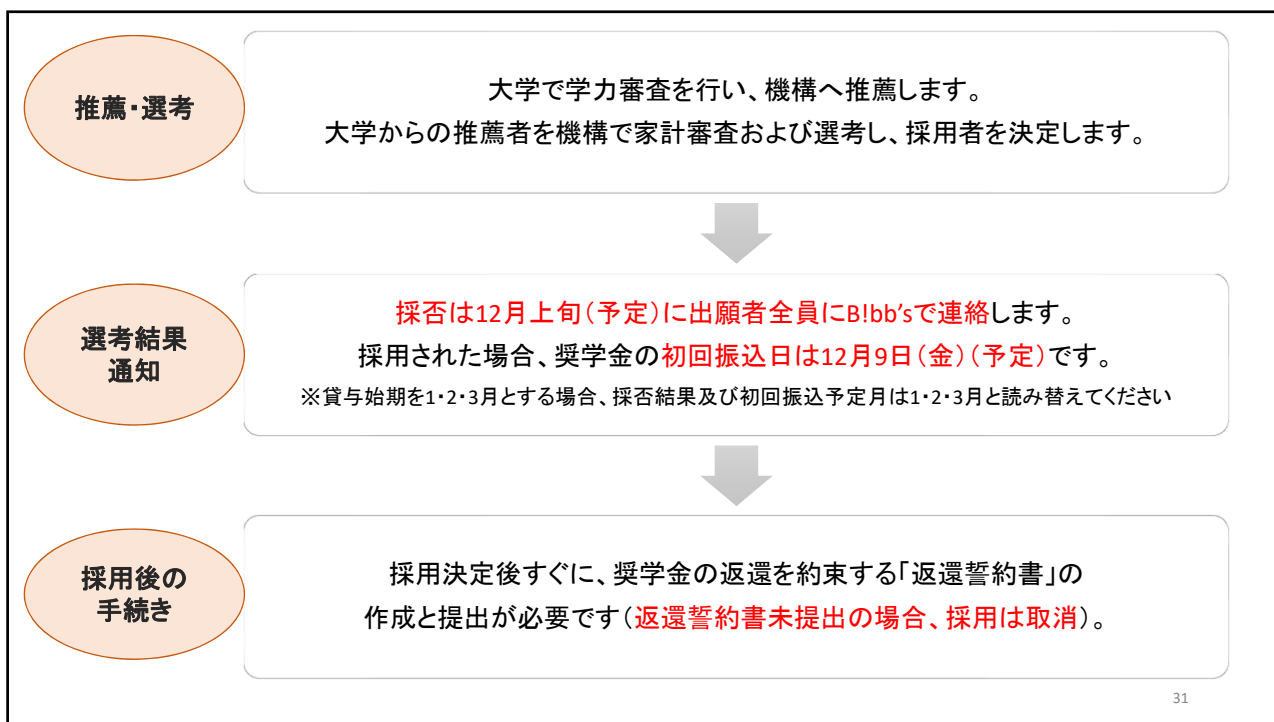 推薦・選考
大学で学力審査を行い、機構へ推薦します。
大学からの推薦者を機構で家計審査および選考し、採用者を決定します。
選考結果
通知
採否は12月上旬(予定)に出願者全員にB!bb’sで連絡します。
採用された場合、奨学金の初回振込日は12月9日(金)(予定)です。
※貸与始期を1・2・3月とする場合、採否結果及び初回振込予定月は1・2・3月と読み替えてください
採用後の
手続き
採用決定後すぐに、奨学金の返還を約束する「返還誓約書」の
作成と提出が必要です(返還誓約書未提出の場合、採用は取消)。
31